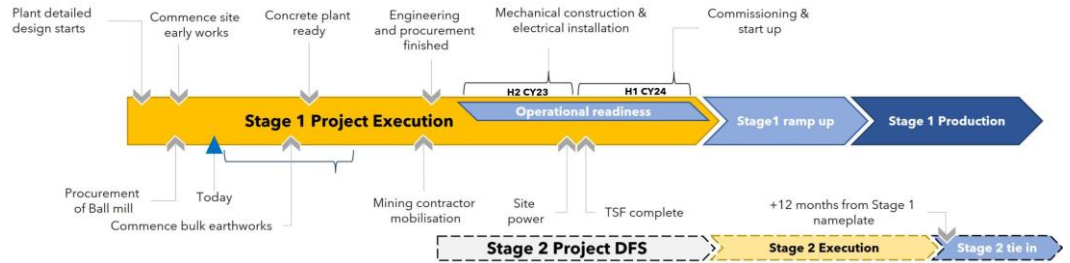 Plant detailed
design starts
Commence site
early works
Concrete plant
ready
Engineering
and procurement
finished
Mechanical construction &
electrical installation
Commissioning &
start up
H2 CY23
H1 CY24
Operational readiness
Stage 1 Project Execution
Stage1 ramp up
Stage 1 Production
Procurement
of Ball mill
Today
Commence bulk earthworks
Mining contractor
mobilisation
Site
power
TSF complete
+12 months from Stage 1
nameplate
Stage 2 Project DFS
Stage 2 Execution
Stage 2 tie in